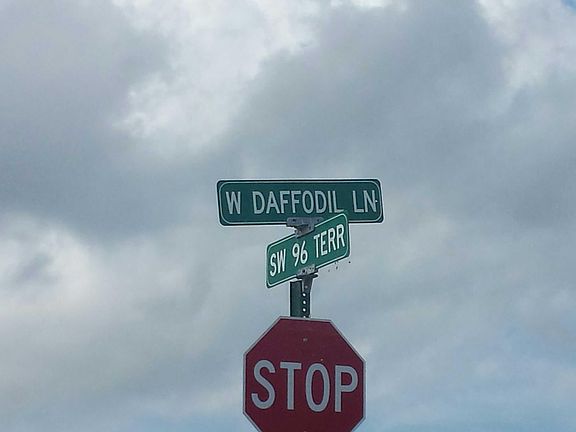 W DAFFODIL LN
SW 96 TERR
STOP